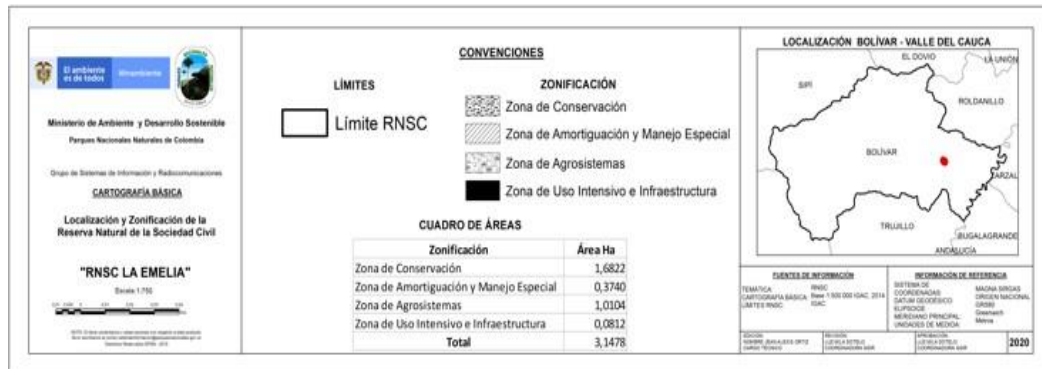 El ambiente
es de todos
Minambiente
Ministerio de Ambiente y Desarrollo Sostenible
Parques Nacionales Naturales de Colombia
Grupo de Sistemas de Información y Radiocomunicaciones
CARTOGRAFÍA BÁSICA
Localización y Zonificación de la
Reserva Natural de la Sociedad Civil
"RNSC LA EMELIA"
Escala 1:750
CONVENCIONES
LÍMITES
Límite RNSC
ZONIFICACIÓN
Zona de Conservación
Zona de Amortiguación y Manejo Especial
Zona de Agrosistemas
Zona de Uso Intensivo e Infraestructura
CUADRO DE ÁREAS
Zonificación Área Ha
Zona de Conservación 1,6822
Zona de Amortiguación y Manejo Especial 0,3740
Zona de Agrosistemas 1,0104
Zona de Uso Intensivo e Infraestructura 0,0812
Total 3,1478
LOCALIZACIÓN BOLÍVAR - VALLE DEL CAUCA
EL DOVIO
LA UNIÓN
SIPÍ
ROLDANILLO
BOLÍVAR
ZARZAL
TRUJILLO
BUGALAGRANDE
ANDALUCÍA
FUENTES DE INFORMACIÓN
TEMÁTICA: RNSC
CARTOGRAFÍA BÁSICA: Base 1:500.000 IGAC, 2014
LÍMITES RNSC: IGAC
INFORMACIÓN DE REFERENCIA
SISTEMA DE
COORDENADAS: MAGNA SIRGAS
DATUM GEODÉSICO: ORIGEN NACIONAL
ELIPSOIDE: GRS80
MERIDIANO PRINCIPAL: Greenwich
UNIDADES DE MEDIDA: Metros
2020